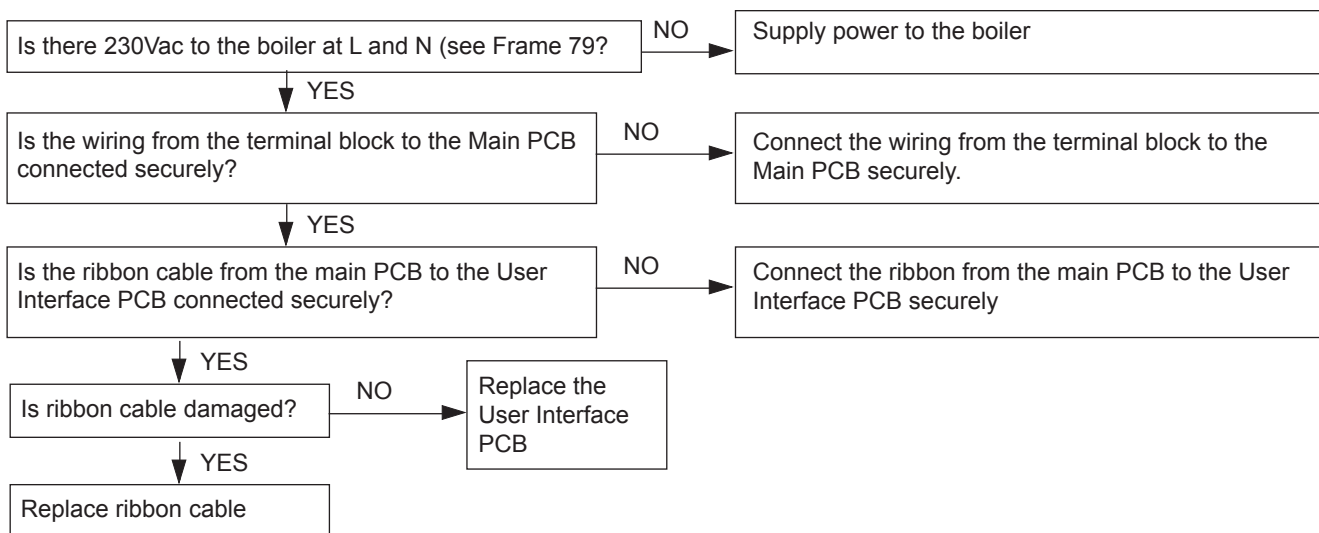 Is there 230Vac to the boiler at L and N (see Frame 79?
NO
Supply power to the boiler
YES
Is the wiring from the terminal block to the Main PCB
connected securely?
NO
Connect the wiring from the terminal block to the
Main PCB securely.
YES
Is the ribbon cable from the main PCB to the User
Interface PCB connected securely?
NO
Connect the ribbon from the main PCB to the User
Interface PCB securely
YES
Is ribbon cable damaged?
NO
Replace the
User Interface
PCB
YES
Replace ribbon cable